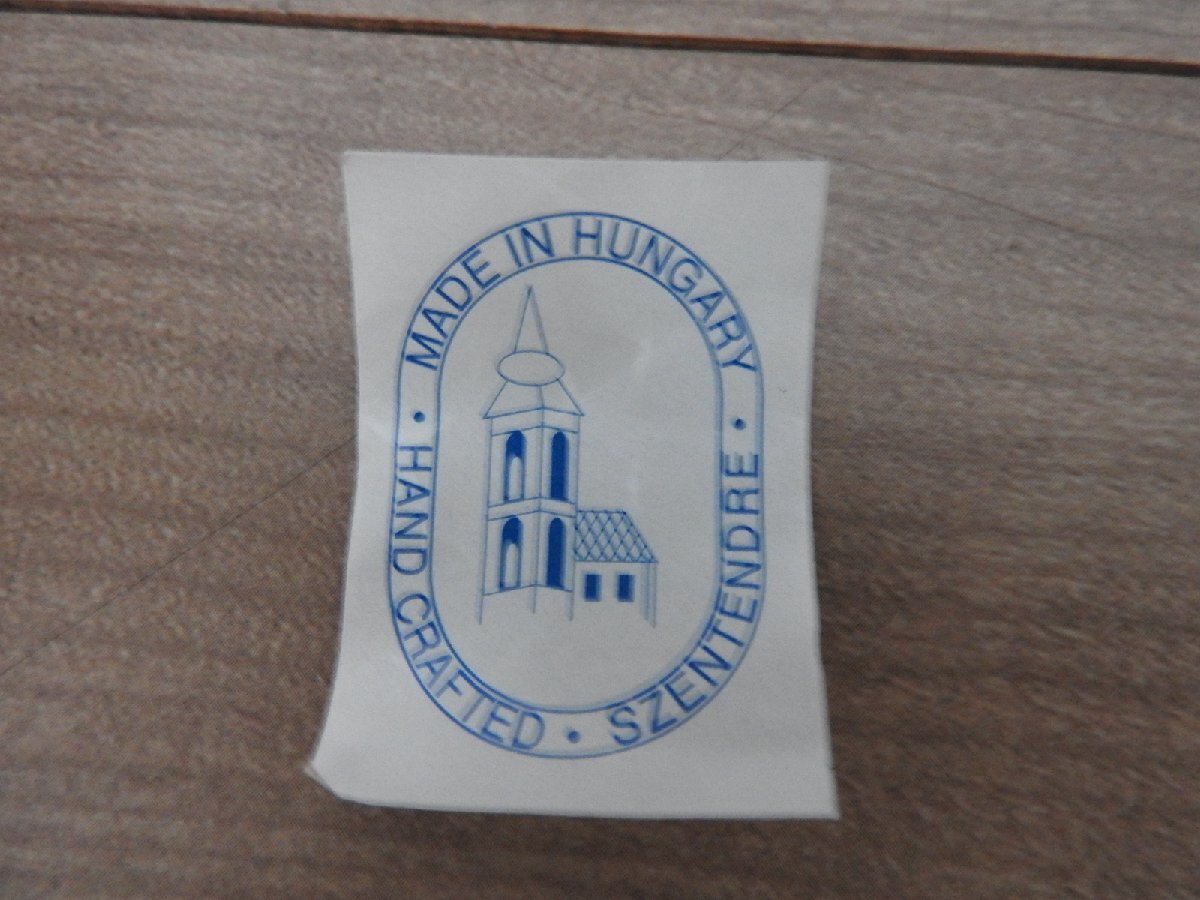 MADE IN HUNGARY
• HAND CRAFTED • SZENTENDRE •